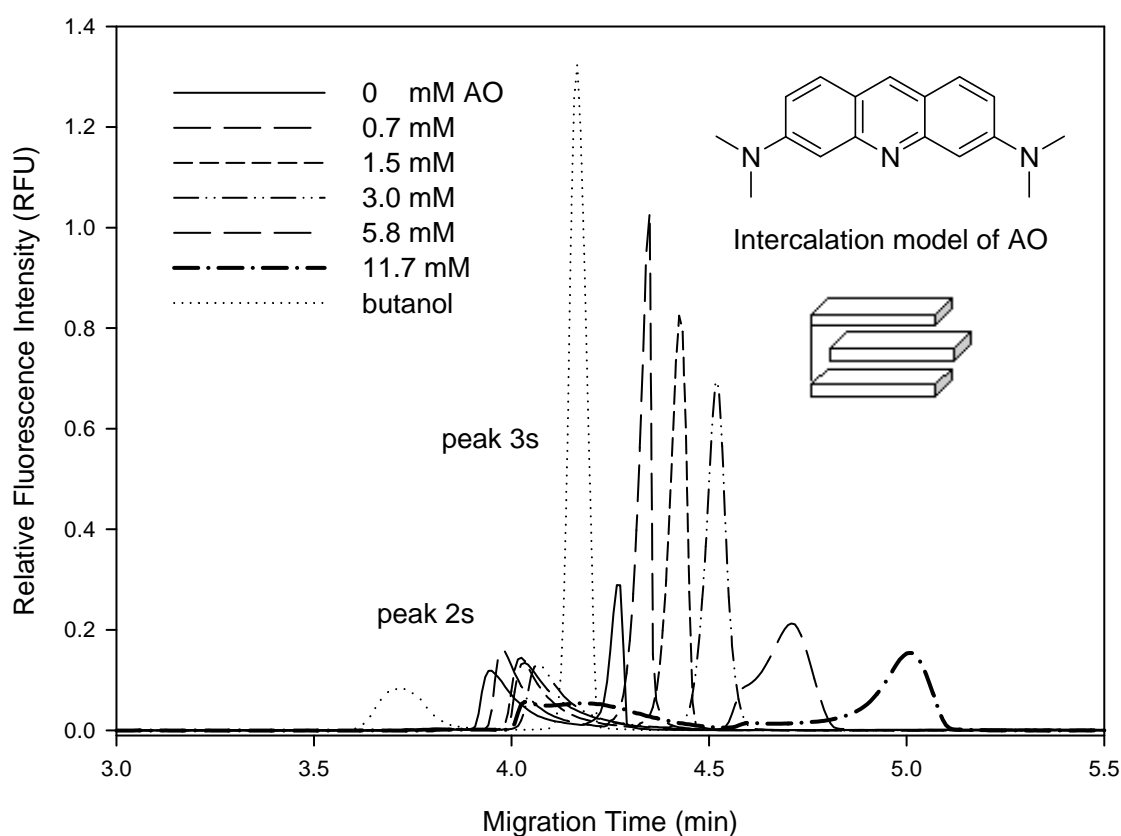 1.4
1.2
1.0
0.8
0.6
0.4
0.2
0.0
Relative Fluorescence Intensity (RFU)
0 mM AO
0.7 mM
1.5 mM
3.0 mM
5.8 mM
11.7 mM
butanol
N
N
N
Intercalation model of AO
peak 3s
peak 2s
3.0 3.5 4.0 4.5 5.0 5.5
Migration Time (min)